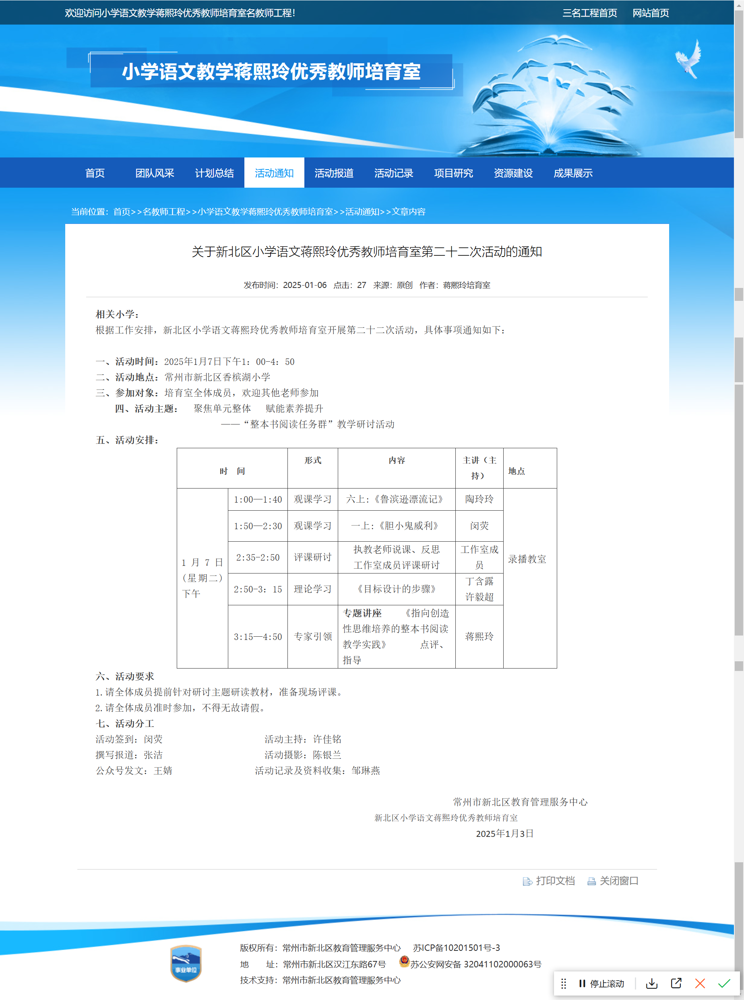 欢迎访问小学语文教学蒋熙玲优秀教师培育室名教师工程！ 三名工程首页 网站首页
小学语文教学蒋熙玲优秀教师培育室
首页 团队风采 计划总结 活动通知 活动报道 活动记录 项目研究 资源建设 成果展示
当前位置：首页>>名教师工程>>小学语文教学蒋熙玲优秀教师培育室>>活动通知>>文章内容
关于新北区小学语文蒋熙玲优秀教师培育室第二十二次活动的通知
发布时间：2025-01-06 点击：27 来源：原创 作者：蒋熙玲培育室
相关小学：
根据工作安排，新北区小学语文蒋熙玲优秀教师培育室开展第二十二次活动，具体事项通知如下：
一、活动时间：2025年1月7日下午1：00-4：50
二、活动地点：常州市新北区香槟湖小学
三、参加对象：培育室全体成员，欢迎其他老师参加
四、活动主题： 聚焦单元整体 赋能素养提升
——“整本书阅读任务群”教学研讨活动
五、活动安排：
时 间 形式 内容 主讲（主
持） 地点
1月7日
（星期二）
下午
1:00—1:40 观课学习 六上：《鲁滨逊漂流记》 陶玲玲
1:50—2:30 观课学习 一上：《胆小鬼威利》 闵荧
2:35-2:50 评课研讨 执教老师说课、反思
工作室成员评课研讨 工作室成
员
录播教室
2:50-3：15 理论学习 《目标设计的步骤》 丁含露
许毅超
3:15—4:50 专家引领 专题讲座 《指向创造
性思维培养的整本书阅读
教学实践》 点评、
指导 蒋熙玲
六、活动要求
1.请全体成员提前针对研讨主题研读教材，准备现场评课。
2.请全体成员准时参加，不得无故请假。
七、活动分工
活动签到：闵荧 活动主持：许佳铭
撰写报道：张洁 活动摄影：陈银兰
公众号发文：王婧 活动记录及资料收集：邹琳燕
常州市新北区教育管理服务中心
新北区小学语文蒋熙玲优秀教师培育室
2025年1月3日
打印文档 关闭窗口
事业单位
版权所有：常州市新北区教育管理服务中心 苏ICP备10201501号-3
地 址：常州市新北区汉江东路67号 苏公安网安备 32041102000063号
技术支持：常州市新北区教育管理服务中心
停止滚动